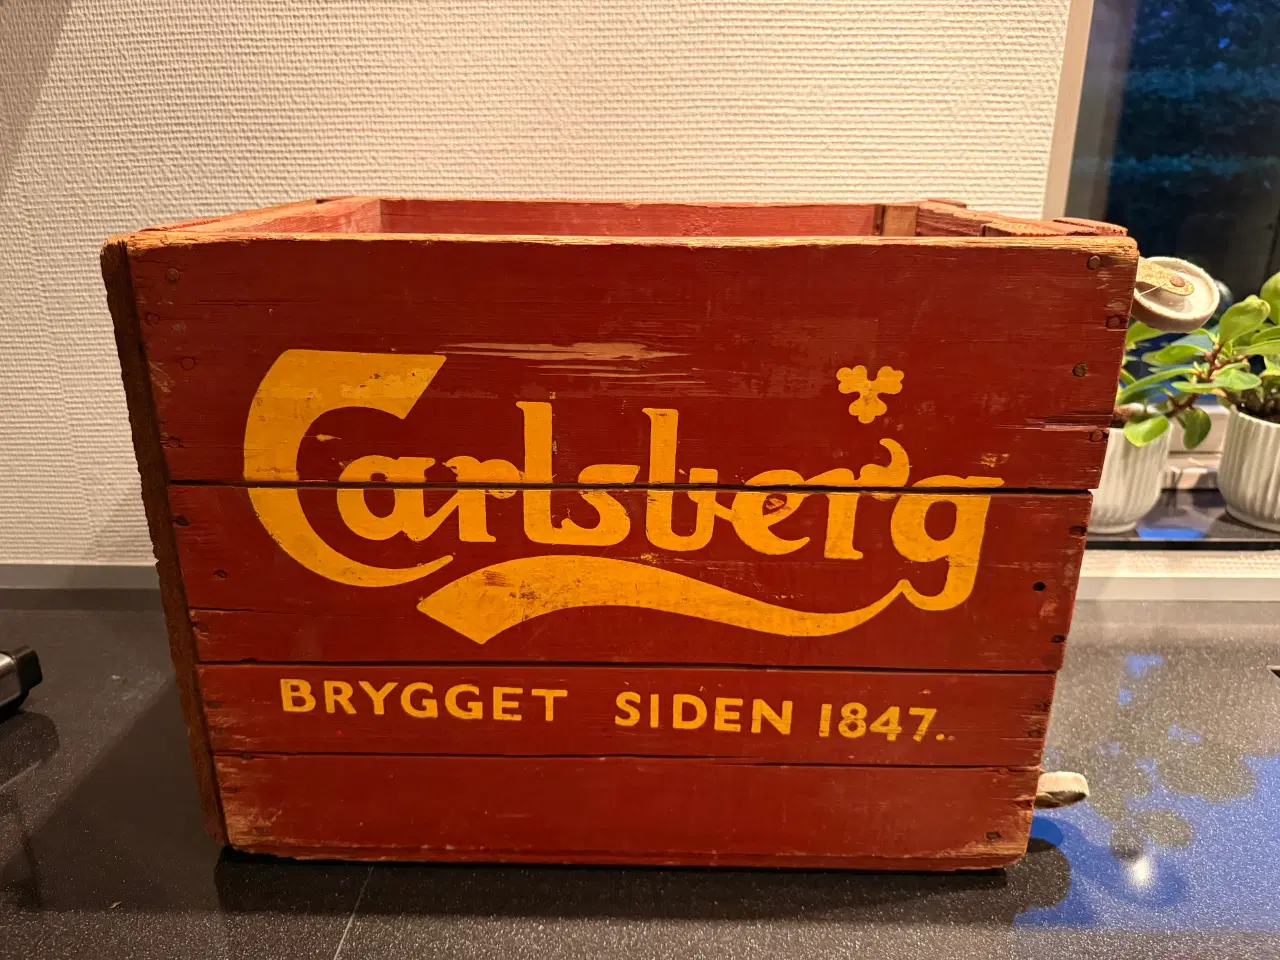 Carlsberg
BRYGGET SIDEN 1847..